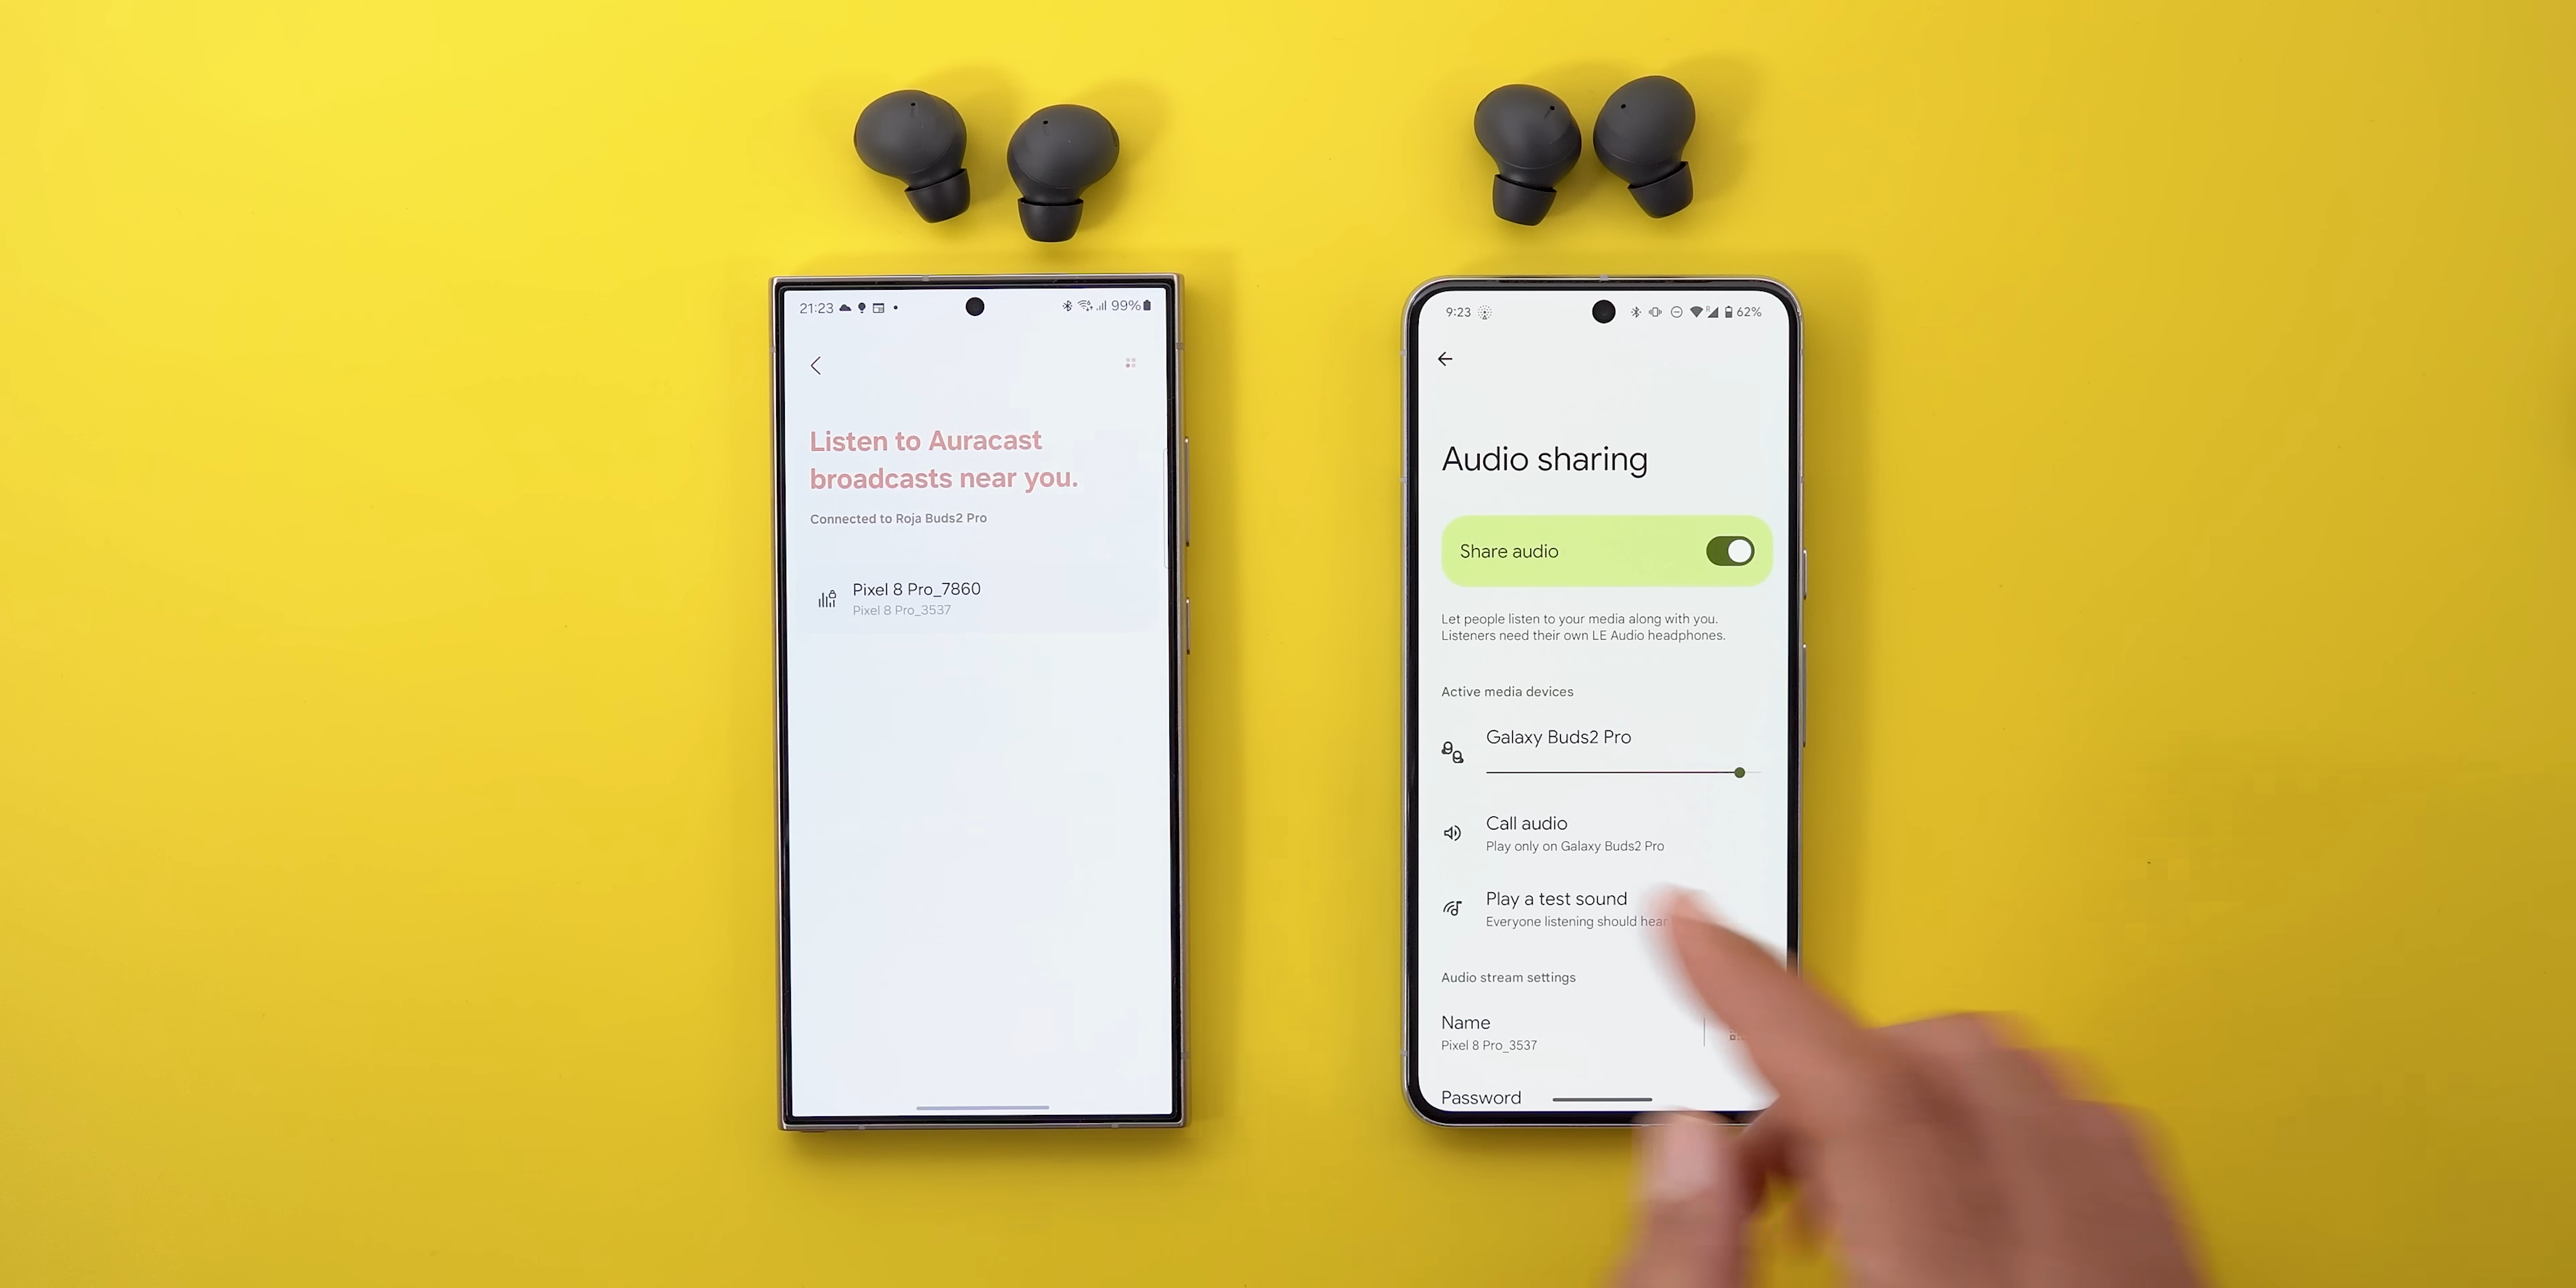 21:23
99%
Listen to Auracast
broadcasts near you.
Connected to Roja Buds2 Pro
Pixel 8 Pro_7860
Pixel 8 Pro_3537
9:23
62%
Audio sharing
Share audio
Let people listen to your media along with you.
Listeners need their own LE Audio headphones.
Active media devices
Galaxy Buds2 Pro
Call audio
Play only on Galaxy Buds2 Pro
Play a test sound
Everyone listening should hear
Audio stream settings
Name
Pixel 8 Pro_3537
Password